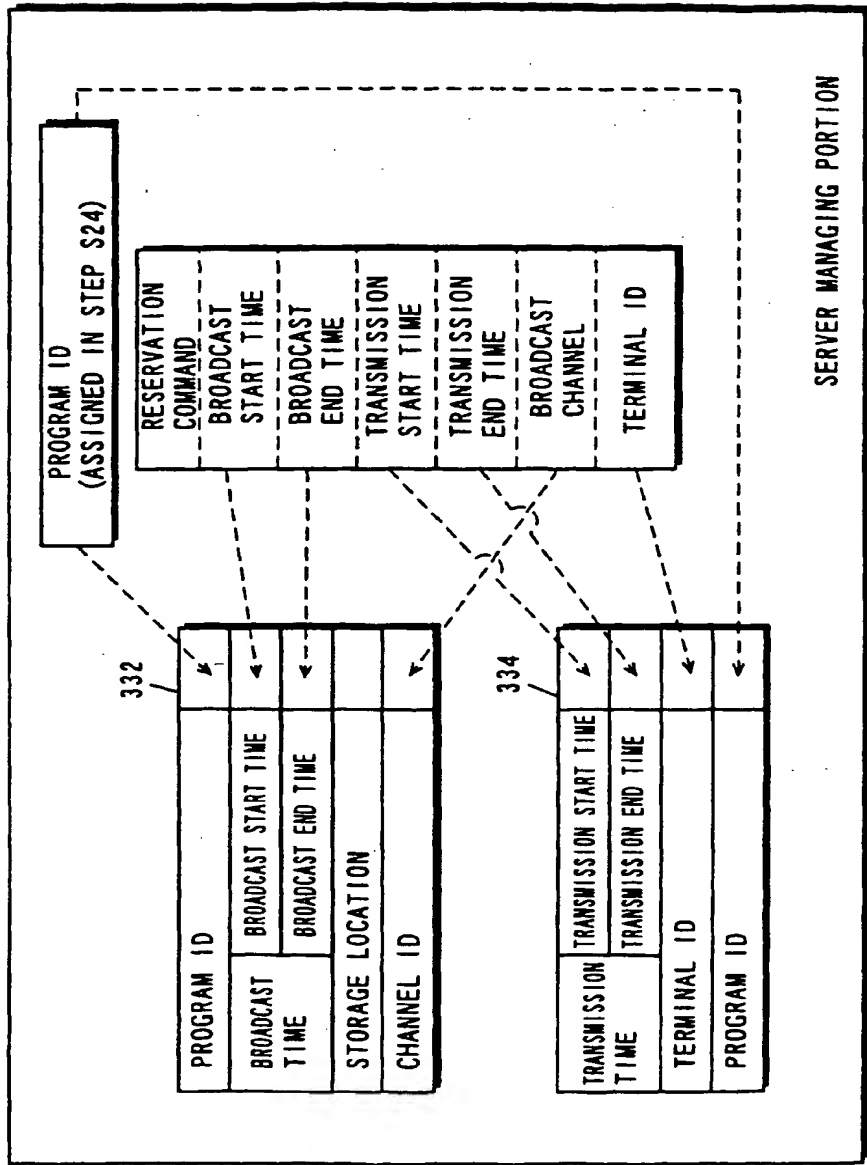 PROGRAM ID
(ASSIGNED IN STEP S24)
RESERVATION
COMMAND
BROADCAST
START TIME
BROADCAST
END TIME
TRANSMISSION
START TIME
TRANSMISSION
END TIME
BROADCAST
CHANNEL
TERMINAL ID
332
PROGRAM ID
BROADCAST
TIME
BROADCAST START TIME
BROADCAST END TIME
STORAGE LOCATION
CHANNEL ID
334
TRANSMISSION
TIME
TRANSMISSION START TIME
TRANSMISSION END TIME
TERMINAL ID
PROGRAM ID
SERVER MANAGING PORTION